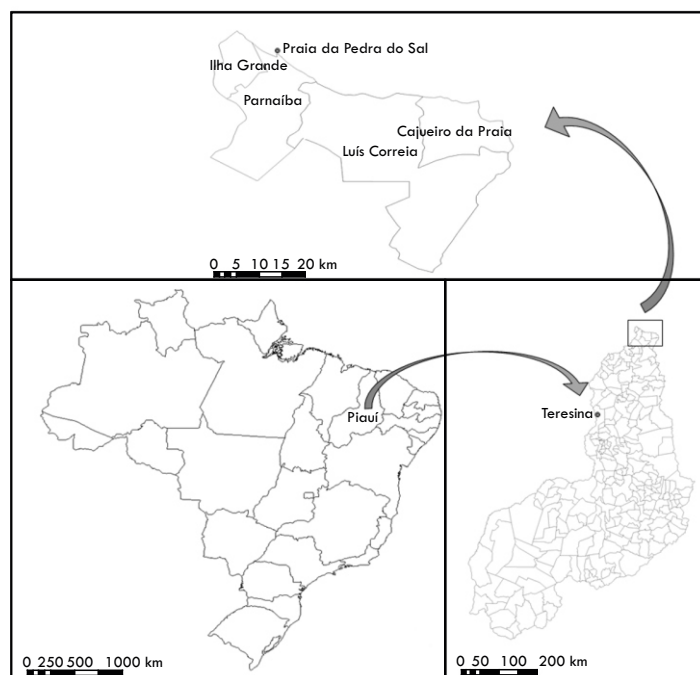 Praia da Pedra do Sal
Ilha Grande
Parnaíba
Cajueiro da Praia
Luís Correia
0 5 10 15 20 km
Piauí
Teresina
0 250 500 1000 km
0 50 100 200 km